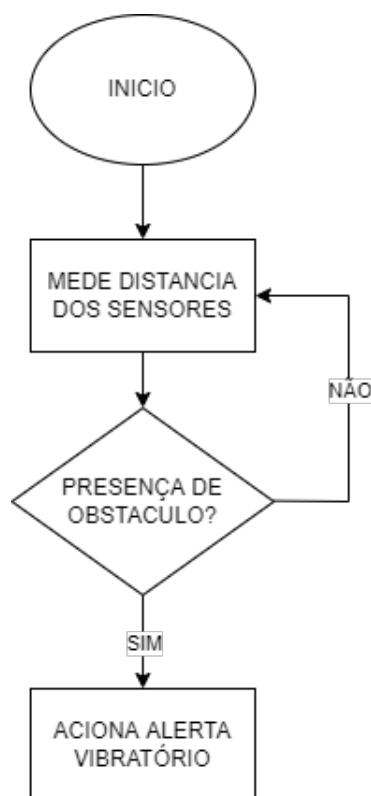 INICIO
MEDE DISTANCIA
DOS SENSORES
NÃO
PRESENÇA DE
OBSTACULO?
SIM
ACIONA ALERTA
VIBRATÓRIO